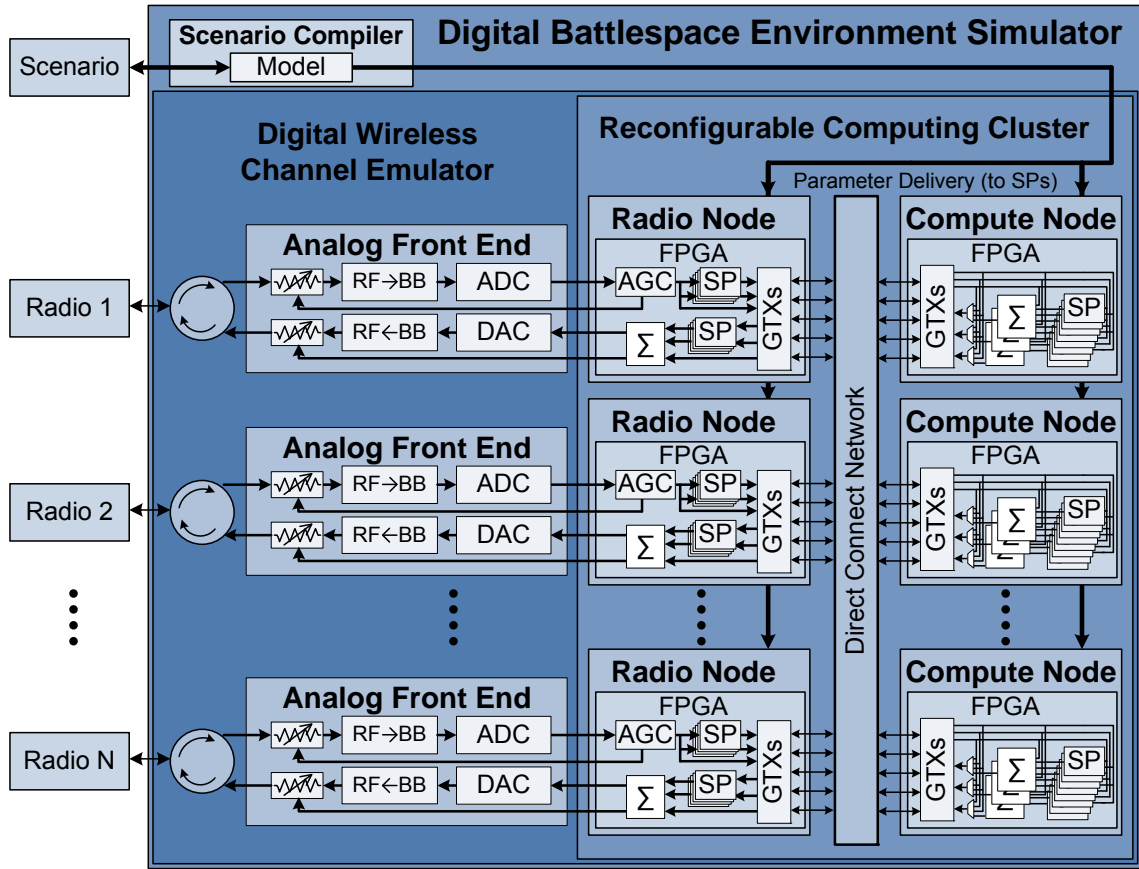 Digital Battlespace Environment Simulator
Scenario Compiler
Model
Scenario
Digital Wireless
Channel Emulator
Reconfigurable Computing Cluster
Parameter Delivery (to SPs)
Direct Connect Network
Radio 1
Analog Front End
RF→BB
ADC
RF←BB
DAC
Radio Node
FPGA
AGC
SP
Σ
SP
GTXs
Compute Node
FPGA
GTXs
Σ
Σ
SP
Radio 2
Analog Front End
RF→BB
ADC
RF←BB
DAC
Radio Node
FPGA
AGC
SP
Σ
SP
GTXs
Compute Node
FPGA
GTXs
Σ
Σ
SP
Radio N
Analog Front End
RF→BB
ADC
RF←BB
DAC
Radio Node
FPGA
AGC
SP
Σ
SP
GTXs
Compute Node
FPGA
GTXs
Σ
Σ
SP